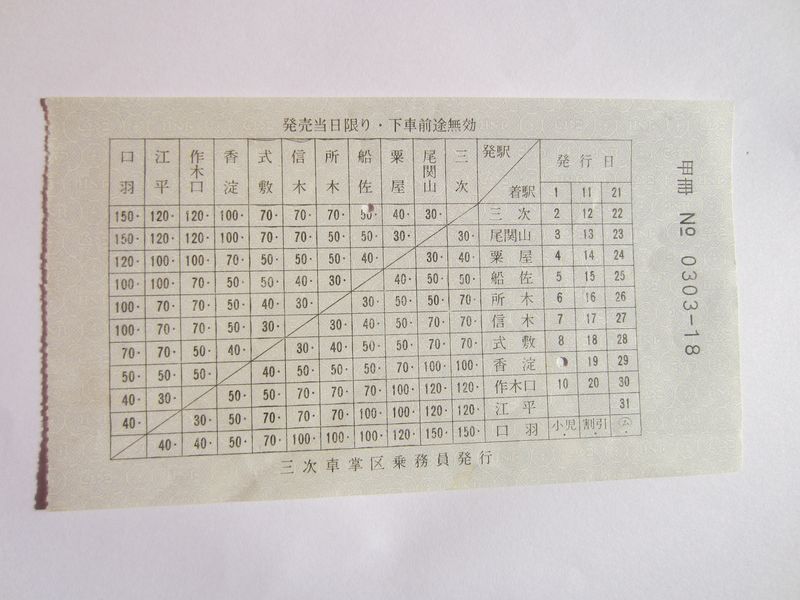 発売当日限り・下車前途無効
口羽 江平 作木口 香淀 式敷 信木 所木 船佐 粟屋 尾関山 三次 発駅 発行日
着駅 1 11 21
150・ 120・ 120・ 100・ 70・ 70・ 70・ 50・ 40・ 30・ 三次 2 12 22
150・ 120・ 120・ 100・ 70・ 70・ 50・ 50・ 30・ 30・ 尾関山 3 13 23
120・ 100・ 100・ 70・ 50・ 50・ 50・ 40・ 30・ 40・ 粟屋 4 14 24
100・ 100・ 70・ 50・ 50・ 40・ 30・ 40・ 50・ 50・ 船佐 5 15 25
100・ 70・ 70・ 50・ 40・ 30・ 30・ 50・ 50・ 70・ 所木 6 16 26
100・ 70・ 70・ 50・ 30・ 30・ 40・ 50・ 70・ 70・ 信木 7 17 27
70・ 70・ 50・ 40・ 30・ 40・ 50・ 50・ 70・ 70・ 式敷 8 18 28
50・ 50・ 50・ 40・ 50・ 50・ 50・ 70・ 100・ 100・ 香淀 19 29
40・ 30・ 50・ 50・ 70・ 70・ 70・ 100・ 120・ 120・ 作木口 10 20 30
40・ 30・ 50・ 70・ 70・ 70・ 100・ 100・ 120・ 120・ 江平 31
40・ 40・ 50・ 70・ 100・ 100・ 100・ 120・ 150・ 150・ 口羽 小児 割引
三次車掌区乗務員発行
甲冊 № 0303-18